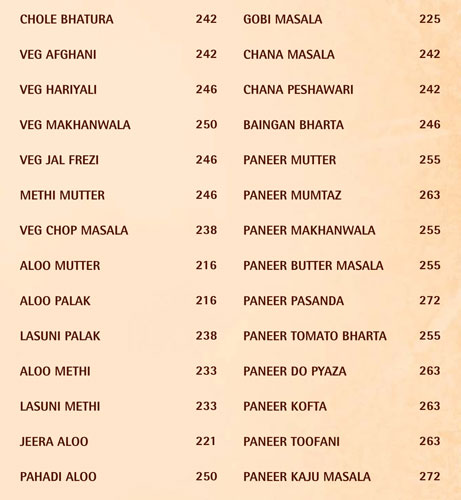 CHOLE BHATURA 242
VEG AFGHANI 242
VEG HARIYALI 246
VEG MAKHANWALA 250
VEG JAL FREZI 246
METHI MUTTER 246
VEG CHOP MASALA 238
ALOO MUTTER 216
ALOO PALAK 216
LASUNI PALAK 238
ALOO METHI 233
LASUNI METHI 233
JEERA ALOO 221
PAHADI ALOO 250
GOBI MASALA 225
CHANA MASALA 242
CHANA PESHAWARI 242
BAINGAN BHARTA 246
PANEER MUTTER 255
PANEER MUMTAZ 263
PANEER MAKHANWALA 255
PANEER BUTTER MASALA 255
PANEER PASANDA 272
PANEER TOMATO BHARTA 255
PANEER DO PYAZA 263
PANEER KOFTA 263
PANEER TOOFANI 263
PANEER KAJU MASALA 272